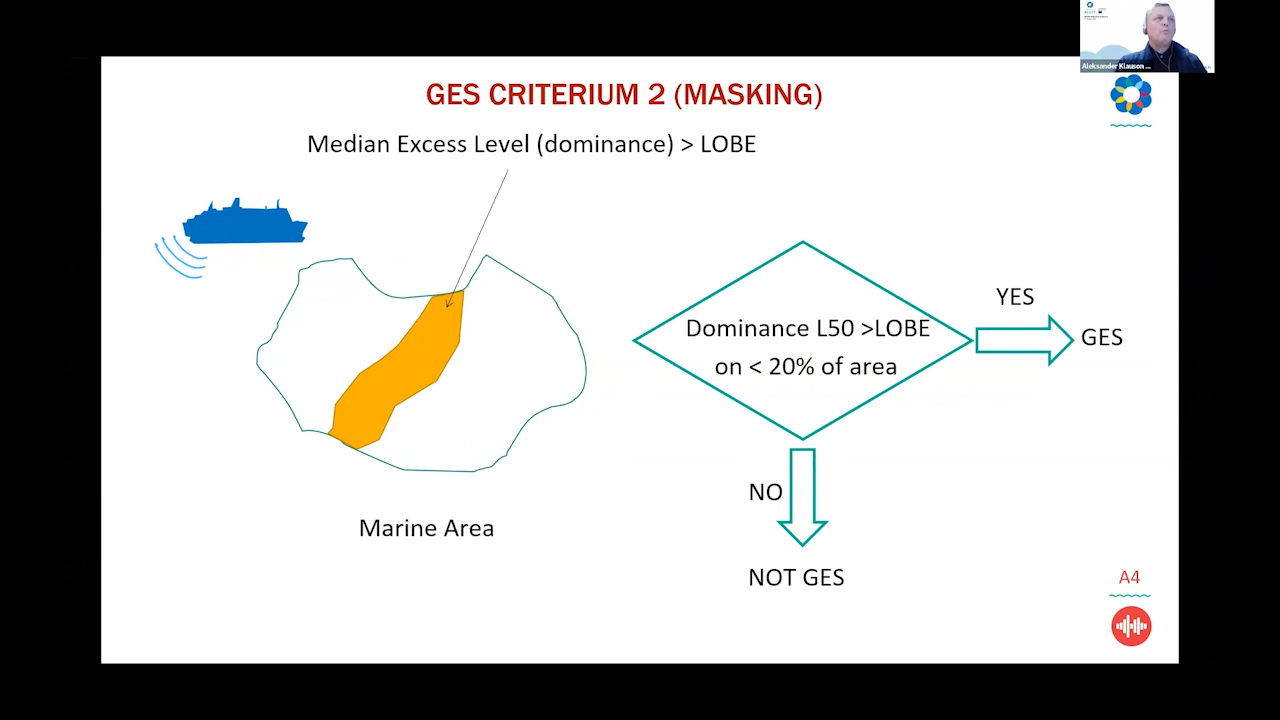 Aleksander Klauson ...
GES CRITERIUM 2 (MASKING)
Median Excess Level (dominance) > LOBE
Dominance L50 >LOBE
on < 20% of area
YES
GES
NO
NOT GES
Marine Area
A4